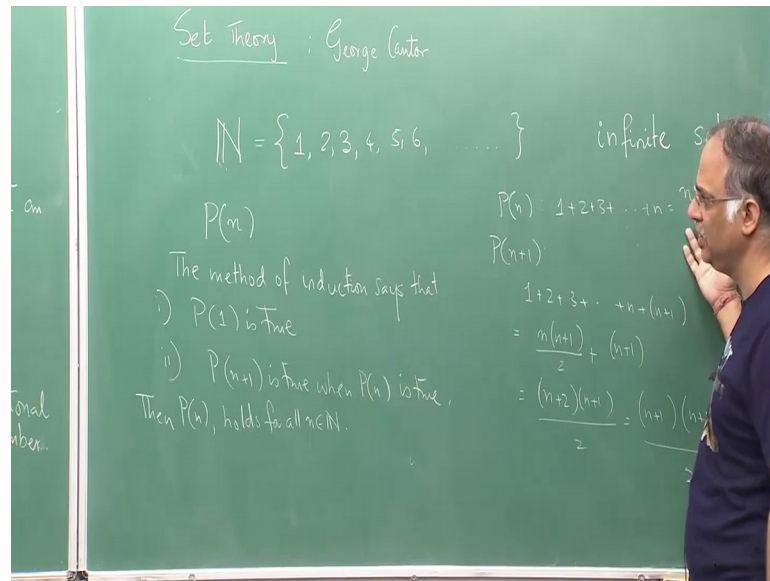 Set Theory : George Cantor
ℕ = { 1, 2, 3, 4, 5, 6, ..... }
infinite
P(n)
The method of induction says that
i) P(1) is true
ii) P(n+1) is true when P(n) is true.
Then P(n), holds for all n∈ℕ.
P(n) 1+2+3+ ... +n =
P(n+1)
1+2+3+ .. +n+(n+1)
= n(n+1)/2 + (n+1)
= (n+2)(n+1)/2 = (n+1)(n+
an
onal
mber.